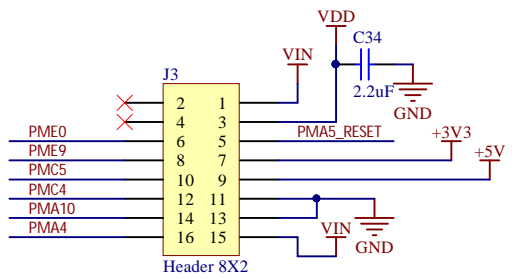 VDD
C34
VIN
2.2uF
GND
J3
2 1
4 3
PME0 6 5 PMA5_RESET
+3V3
PME9 8 7
+5V
PMC5 10 9
PMC4 12 11
PMA10 14 13
VIN
PMA4 16 15
GND
Header 8X2